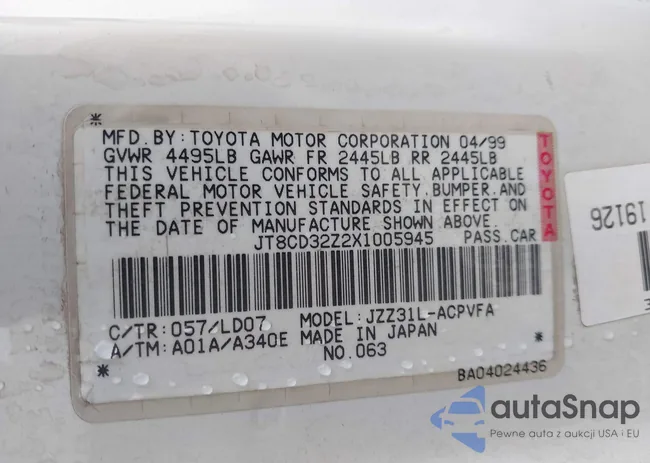 MFD.BY:TOYOTA MOTOR CORPORATION 04/99
GVWR 4495LB GAWR FR 2445LB RR 2445LB
THIS VEHICLE CONFORMS TO ALL APPLICABLE
FEDERAL MOTOR VEHICLE SAFETY.BUMPER.AND
THEFT PREVENTION STANDARDS IN EFFECT ON
THE DATE OF MANUFACTURE SHOWN ABOVE.
JT8CD32Z2X1005945 PASS.CAR
TOYOTA
C/TR: 057/LD07 MODEL: JZZ31L-ACPVFA
A/TM: A01A/A340E MADE IN JAPAN
NO.063
BA04024436
19126
autaSnap
Pewne auta z aukcji USA i EU